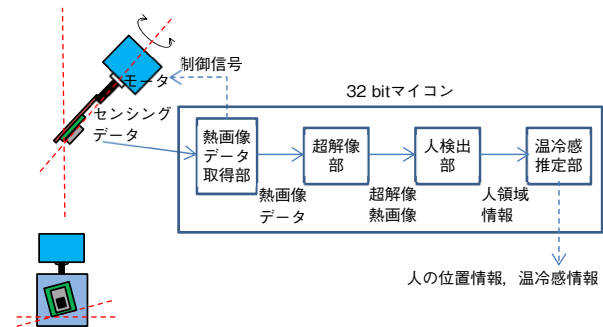 制御信号
モータ
32 bitマイコン
センシング
データ
熱画像
データ
取得部
超解像
部
人検出
部
温冷感
推定部
熱画像
データ
超解像
熱画像
人領域
情報
人の位置情報，温冷感情報